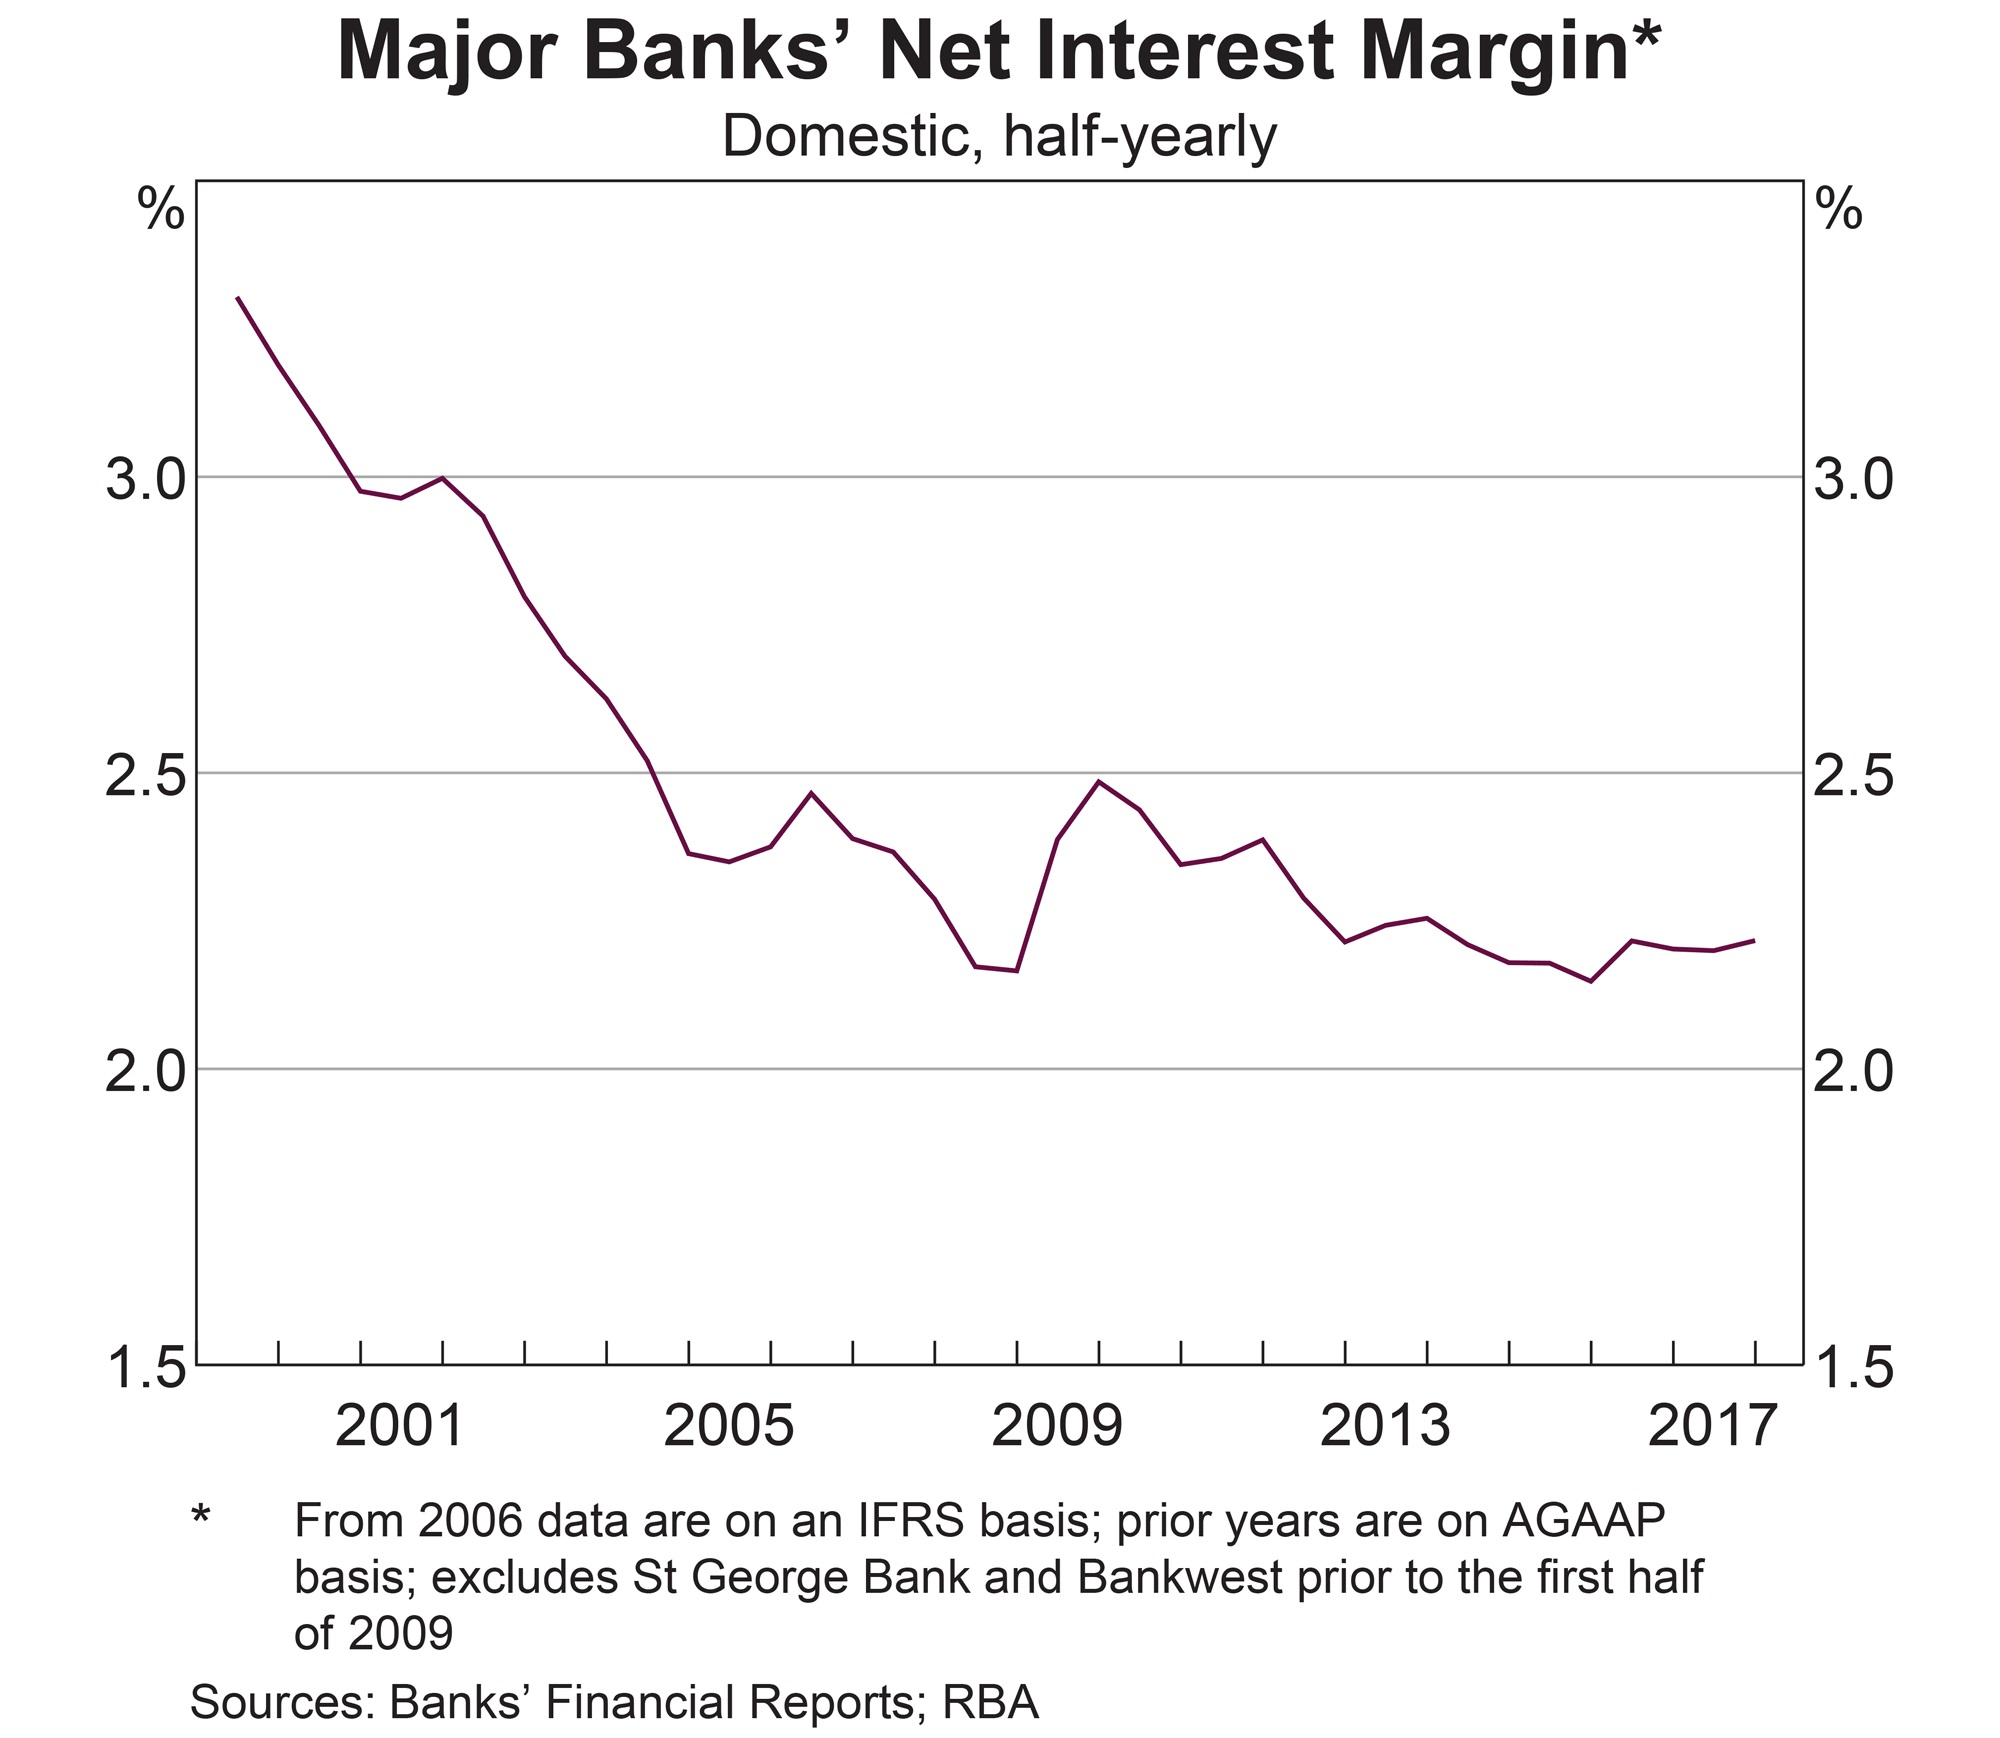 Major Banks’ Net Interest Margin*
Domestic, half-yearly
% %
3.0 3.0
2.5 2.5
2.0 2.0
1.5 1.5
2001 2005 2009 2013 2017
* From 2006 data are on an IFRS basis; prior years are on AGAAP
basis; excludes St George Bank and Bankwest prior to the first half
of 2009
Sources: Banks’ Financial Reports; RBA